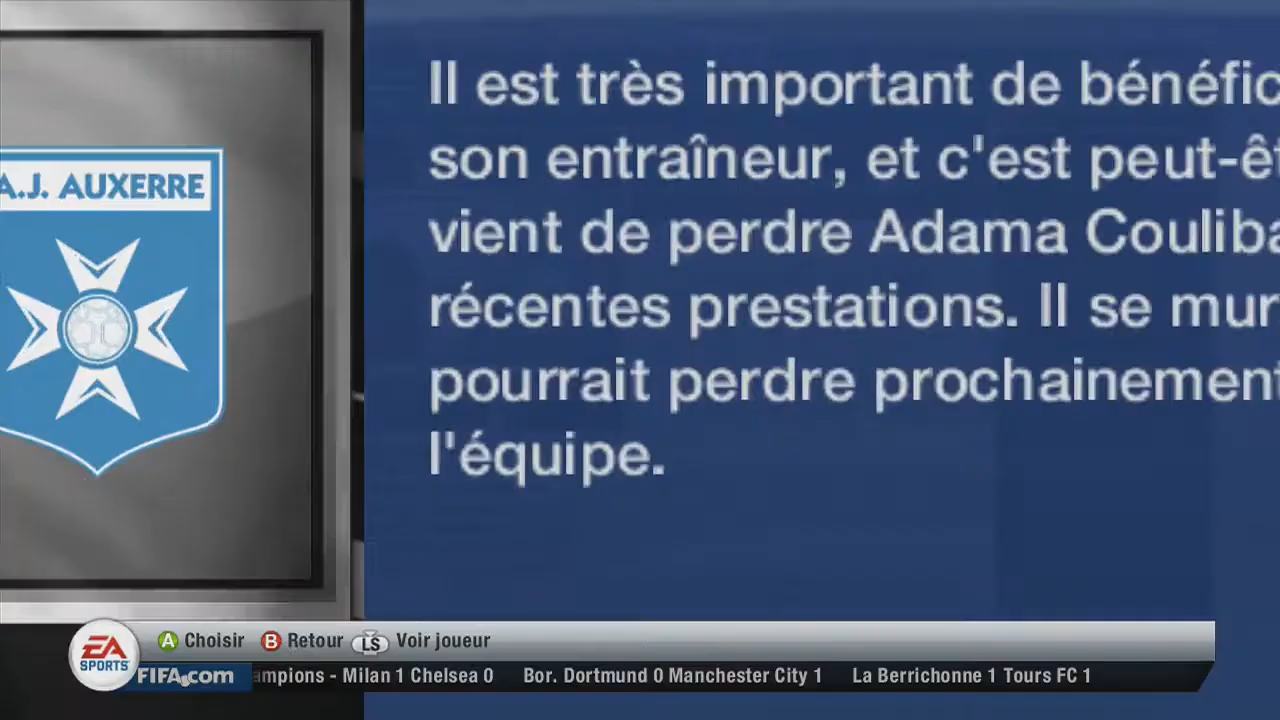 A.J. AUXERRE
Il est très important de bénéfic
son entraîneur, et c'est peut-êt
vient de perdre Adama Couliba
récentes prestations. Il se mur
pourrait perdre prochainement
l'équipe.
EA SPORTS
A Choisir B Retour LS Voir joueur
FIFA.com ampions - Milan 1 Chelsea 0 Bor. Dortmund 0 Manchester City 1 La Berrichonne 1 Tours FC 1